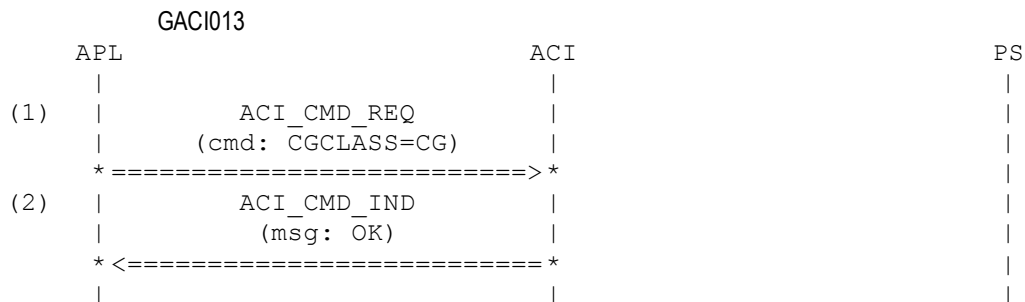 GACI013
APL ACI PS
| | |
(1) | ACI_CMD_REQ | |
| (cmd: CGCLASS=CG) | |
* ==========================> * |
(2) | ACI_CMD_IND | |
| (msg: OK) | |
* <========================== * |
| | |